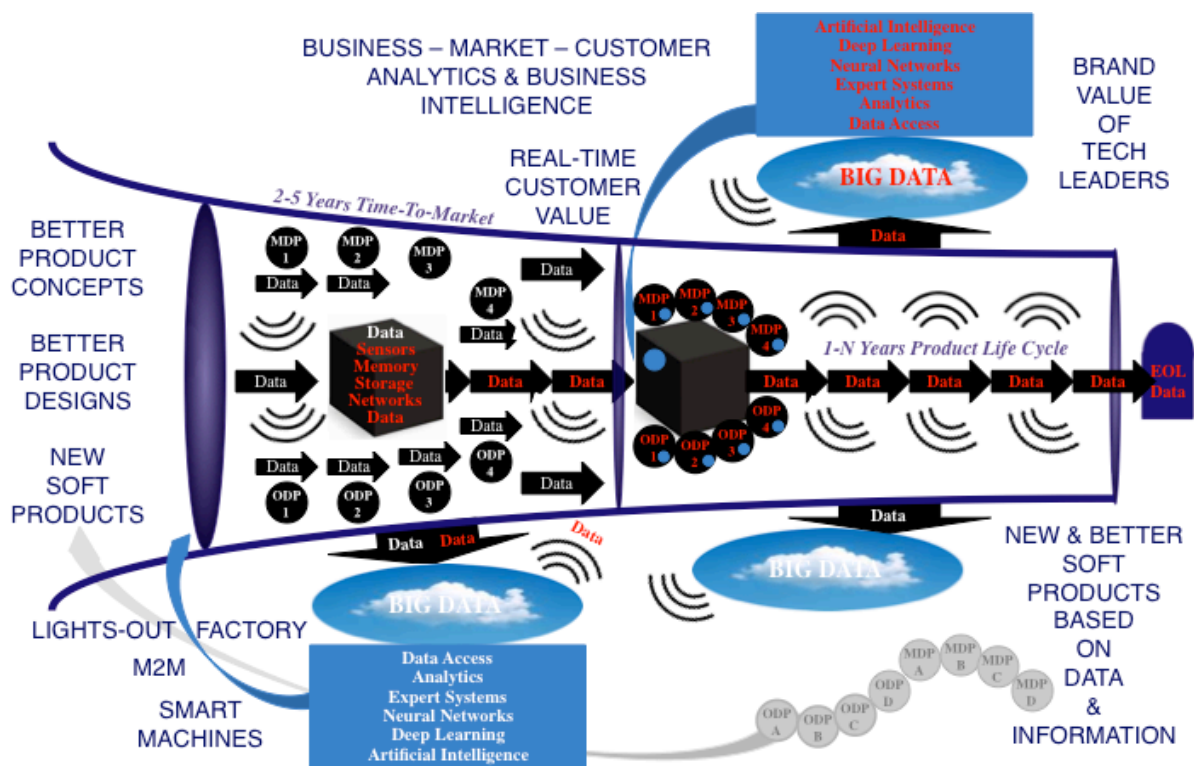 BUSINESS – MARKET – CUSTOMER
ANALYTICS & BUSINESS
INTELLIGENCE
Artificial Intelligence
Deep Learning
Neural Networks
Expert Systems
Analytics
Data Access
BIG DATA
Data
BRAND
VALUE
OF
TECH
LEADERS
REAL-TIME
CUSTOMER
VALUE
2-5 Years Time-To-Market
BETTER
PRODUCT
CONCEPTS
BETTER
PRODUCT
DESIGNS
NEW
SOFT
PRODUCTS
MDP
1
MDP
2
MDP
3
MDP
4
Data
Data
Data
Data
Data
Data
Sensors
Memory
Storage
Networks
Data
Data
Data
Data
Data
Data
Data
Data
Data
ODP
1
ODP
2
ODP
3
ODP
4
MDP
1
MDP
2
MDP
3
MDP
4
ODP
1
ODP
2
ODP
3
ODP
4
1-N Years Product Life Cycle
Data
Data
Data
Data
Data
EOL
Data
Data Data
Data
BIG DATA
Data
BIG DATA
LIGHTS-OUT FACTORY
M2M
SMART
MACHINES
Data Access
Analytics
Expert Systems
Neural Networks
Deep Learning
Artificial Intelligence
ODP
A
ODP
B
ODP
C
ODP
D
MDP
A
MDP
B
MDP
C
MDP
D
NEW & BETTER
SOFT
PRODUCTS
BASED
ON
DATA
&
INFORMATION